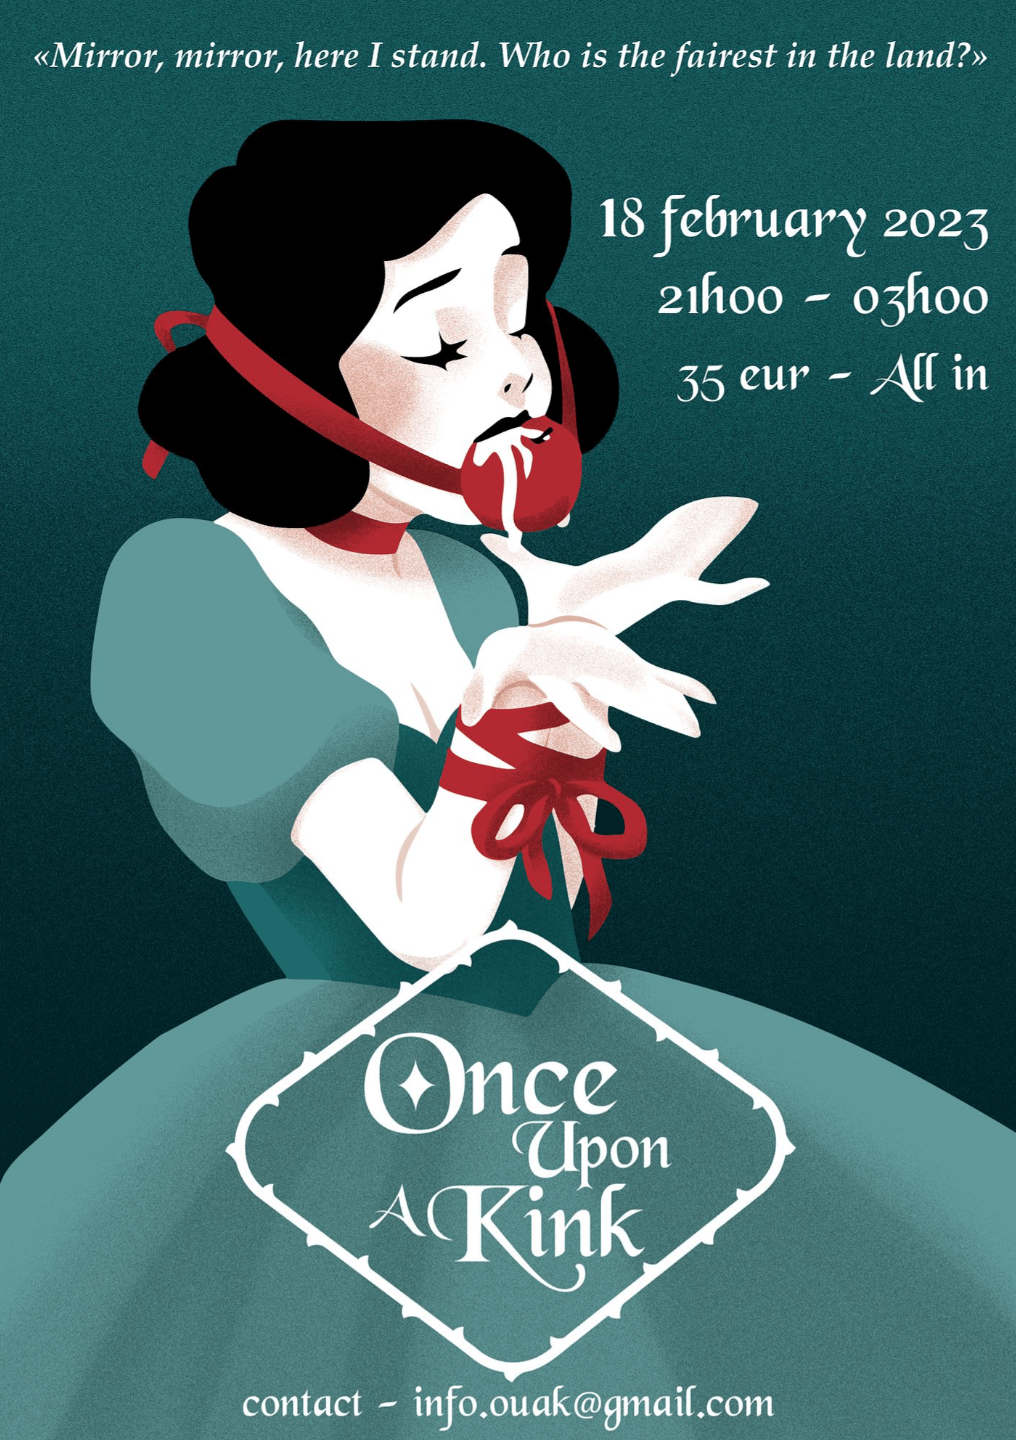 «Mirror, mirror, here I stand. Who is the fairest in the land?»
18 february 2023
21h00 - 03h00
35 eur - All in
Once
Upon
A Kink
contact - info.ouak@gmail.com